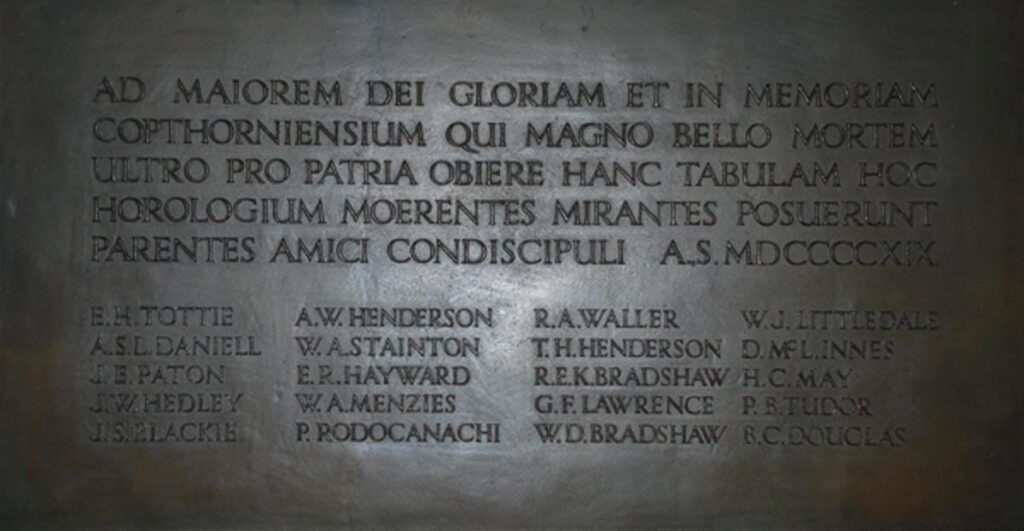 AD MAIOREM DEI GLORIAM ET IN MEMORIAM
COPTHORNIENSIUM QUI MAGNO BELLO MORTEM
UILTRO PRO PATRIA OBIERE HANC TABULAM HOC
HOROLOGIUM MOERENTES MIRANTES POSUERUNT
PARENTES AMICI CONDISCIPULI A.S. MDCCCCXIX
E.H. TOTTIE A.W. HENDERSON R.A. WALLER W.J. LITTLEDALE
A.S.L. DANIELL W.A. STAINTON T.H. HENDERSON D. McL. INNES
J.E. PATON E.R. HAYWARD R.E.K. BRADSHAW H.C. MAY
J.W. HEDLEY W.A. MENZIES G.F. LAWRENCE P.B. TUDOR
J.S. BLACKIE P. RODOCANACHI W.D. BRADSHAW B.C. DOUGLAS